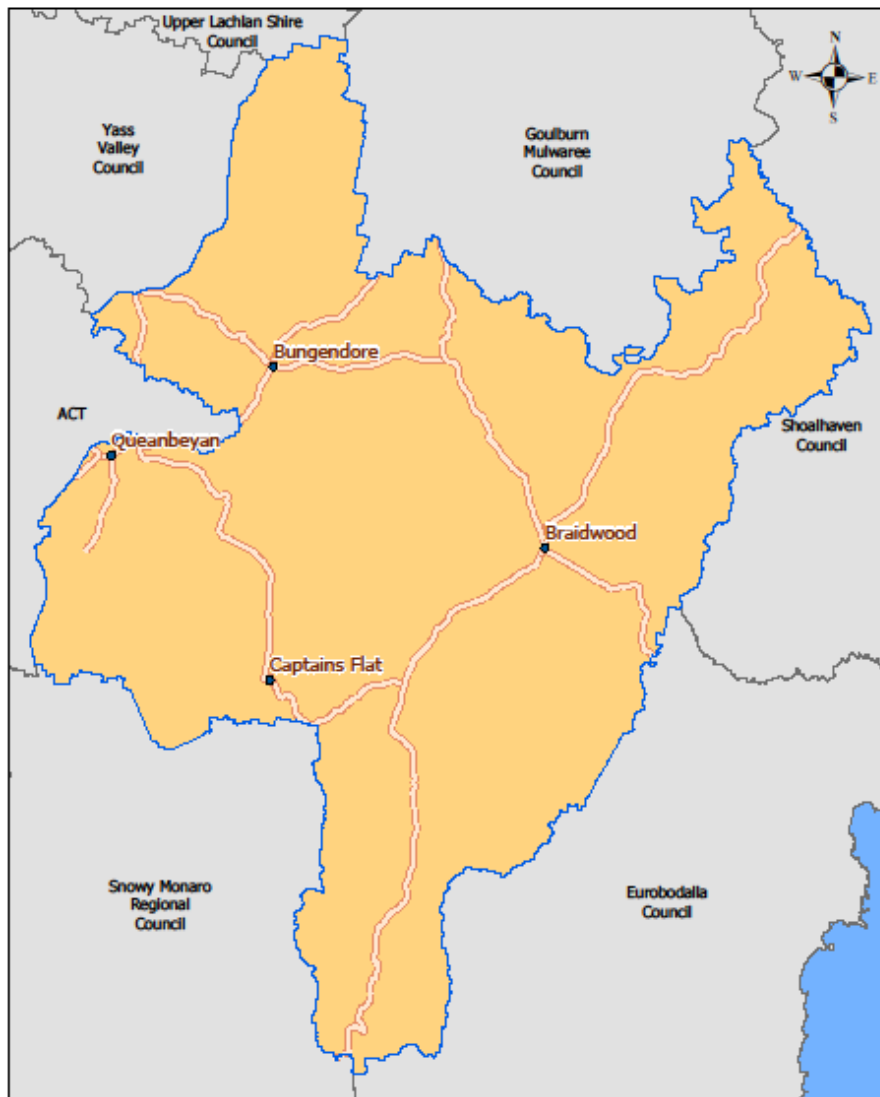 Upper Lachlan Shire
Council
N
W
E
S
Yass
Valley
Council
Goulburn
Mulwaree
Council
Bungendore
ACT
Queanbeyan
Shoalhaven
Council
Braidwood
Captains Flat
Snowy Monaro
Regional
Council
Eurobodalla
Council